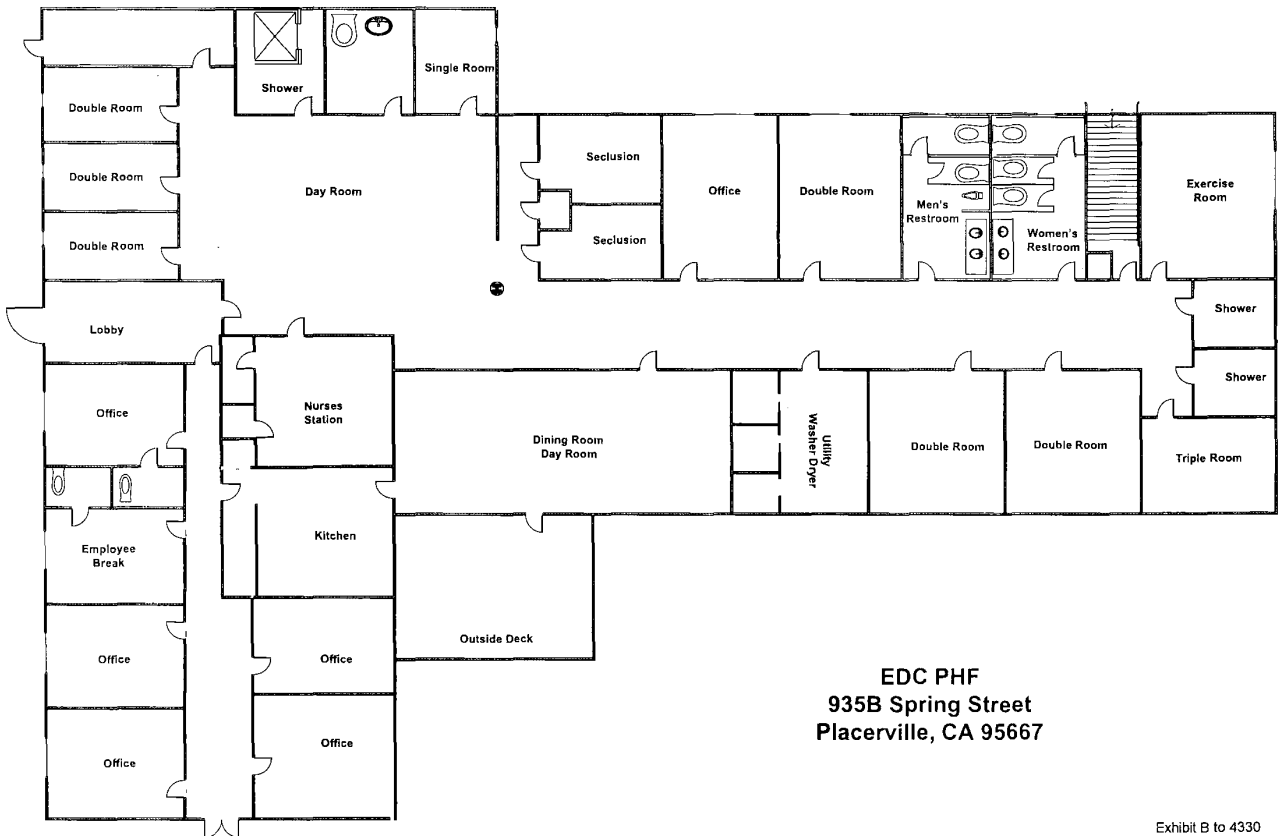 Single Room
Shower
Double Room
Double Room
Double Room
Day Room
Seclusion
Seclusion
Office
Double Room
Men's
Restroom
Women's
Restroom
Exercise
Room
Lobby
Shower
Shower
Office
Nurses
Station
Dining Room
Day Room
Utility
Washer Dryer
Double Room
Double Room
Triple Room
Employee
Break
Kitchen
Outside Deck
Office
Office
Office
Office
EDC PHF
935B Spring Street
Placerville, CA 95667
Exhibit B to 4330